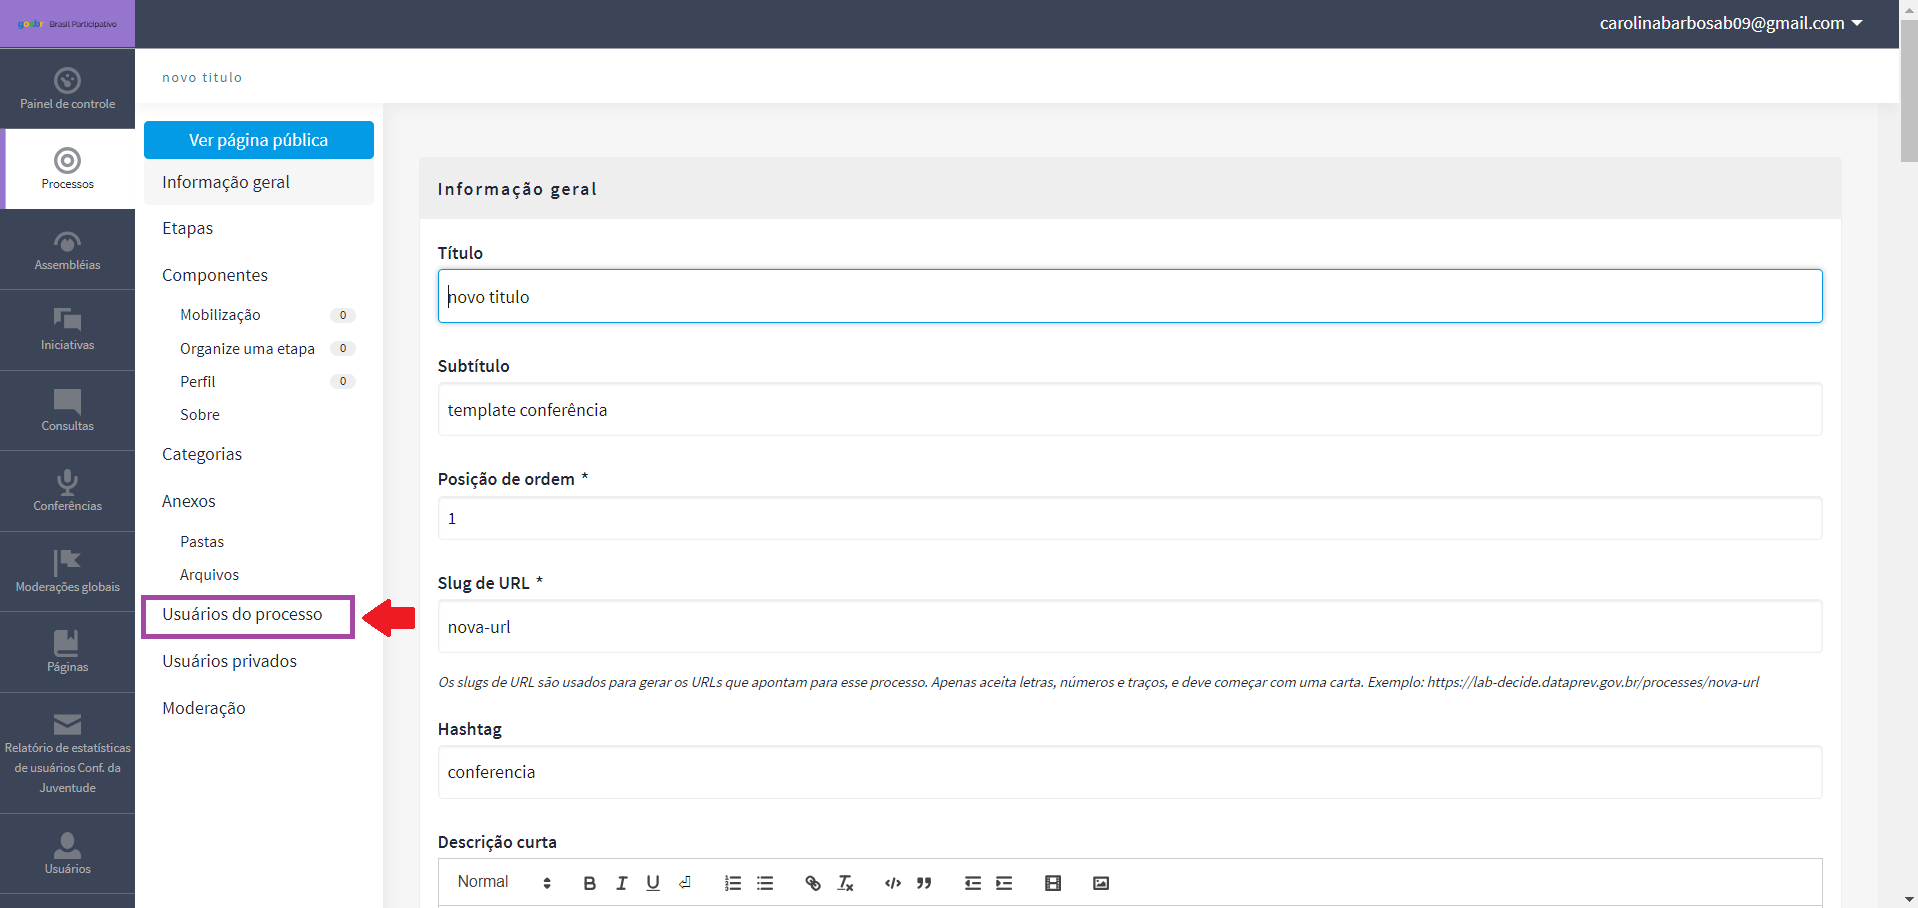 gov.br Brasil Participativo
carolinabarbosab09@gmail.com
novo titulo
Painel de controle
Processos
Assembléias
Iniciativas
Consultas
Conferências
Moderações globais
Páginas
Relatório de estatísticas
de usuários Conf. da
Juventude
Usuários
Ver página pública
Informação geral
Etapas
Componentes
Mobilização 0
Organize uma etapa 0
Perfil 0
Sobre
Categorias
Anexos
Pastas
Arquivos
Usuários do processo
Usuários privados
Moderação
Informação geral
Título
novo titulo
Subtítulo
template conferência
Posição de ordem *
1
Slug de URL *
nova-url
Os slugs de URL são usados para gerar os URLs que apontam para esse processo. Apenas aceita letras, números e traços, e deve começar com uma carta. Exemplo: https://lab-decide.dataprev.gov.br/processes/nova-url
Hashtag
conferencia
Descrição curta
Normal